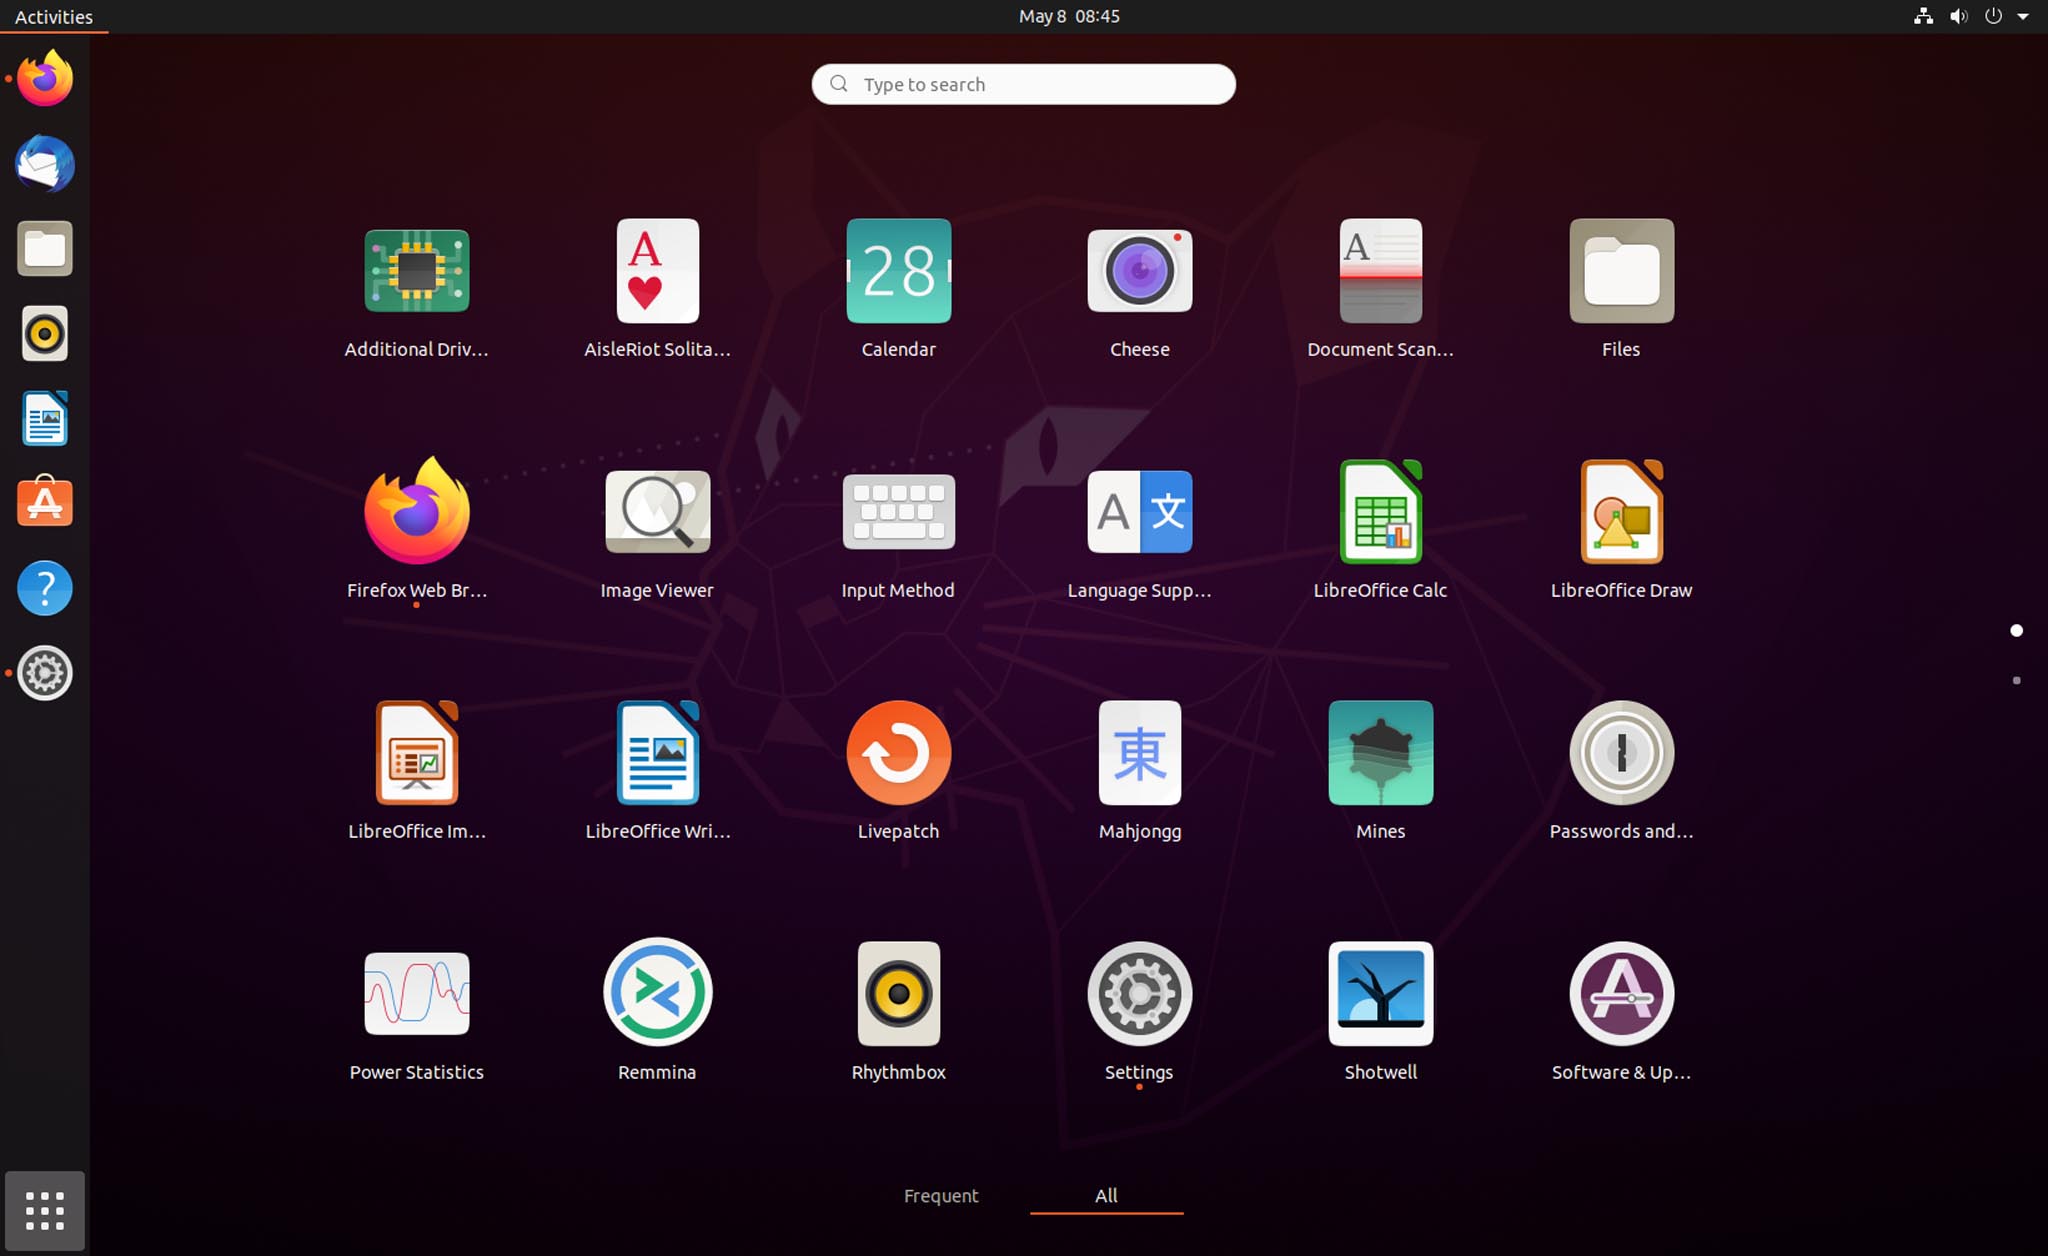 Activities
May 8 08:45
Type to search
A
28
A
Additional Driv...
AisleRiot Solita...
Calendar
Cheese
Document Scan...
Files
A 文
Firefox Web Br...
Image Viewer
Input Method
Language Supp...
LibreOffice Calc
LibreOffice Draw
?
東
LibreOffice Im...
LibreOffice Wri...
Livepatch
Mahjongg
Mines
Passwords and...
Power Statistics
Remmina
Rhythmbox
Settings
Shotwell
Software & Up...
Frequent
All